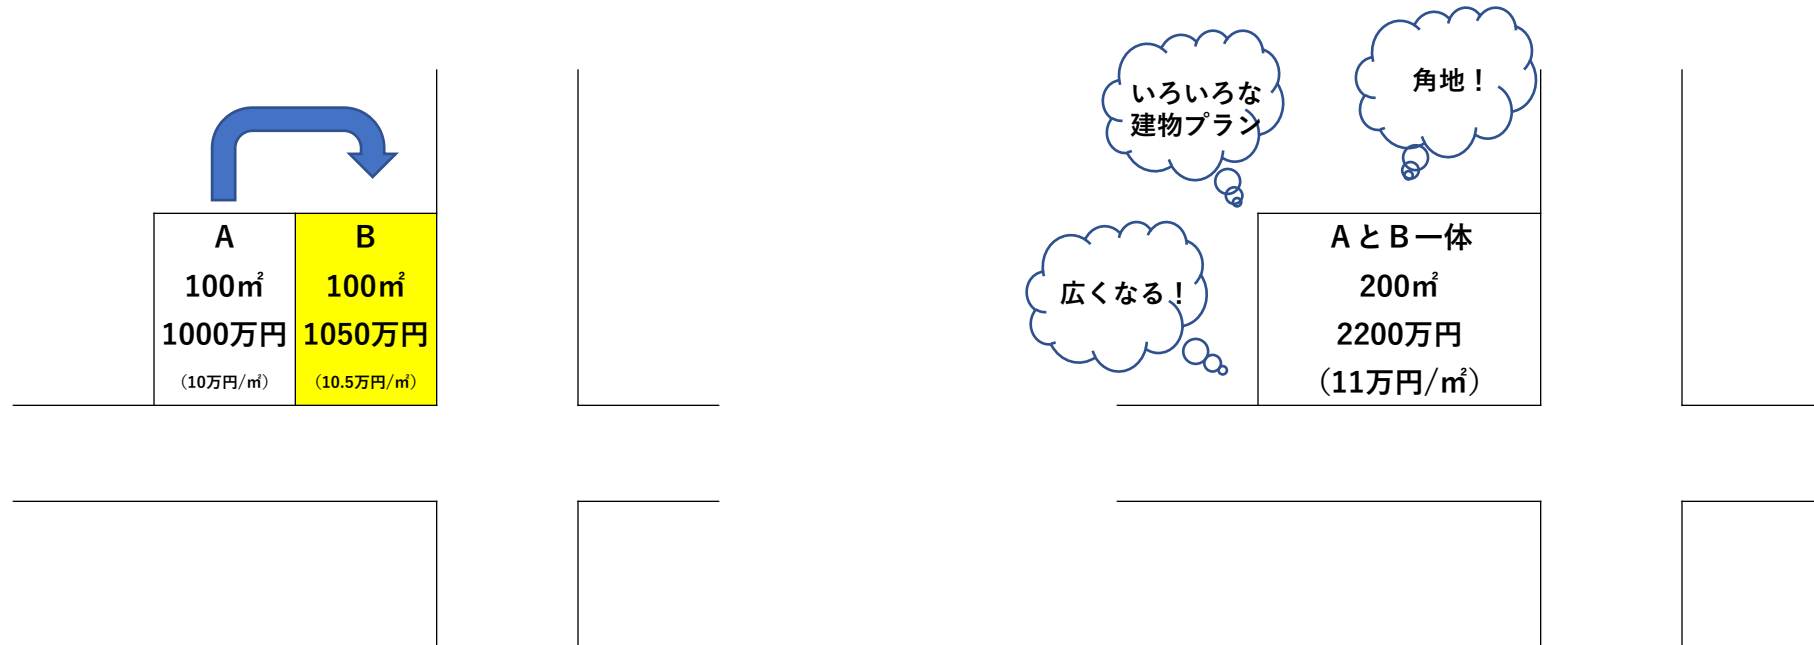 A
100㎡
1000万円
（10万円/㎡）
B
100㎡
1050万円
（10.5万円/㎡）
いろいろな
建物プラン
角地！
広くなる！
AとB一体
200㎡
2200万円
（11万円/㎡）